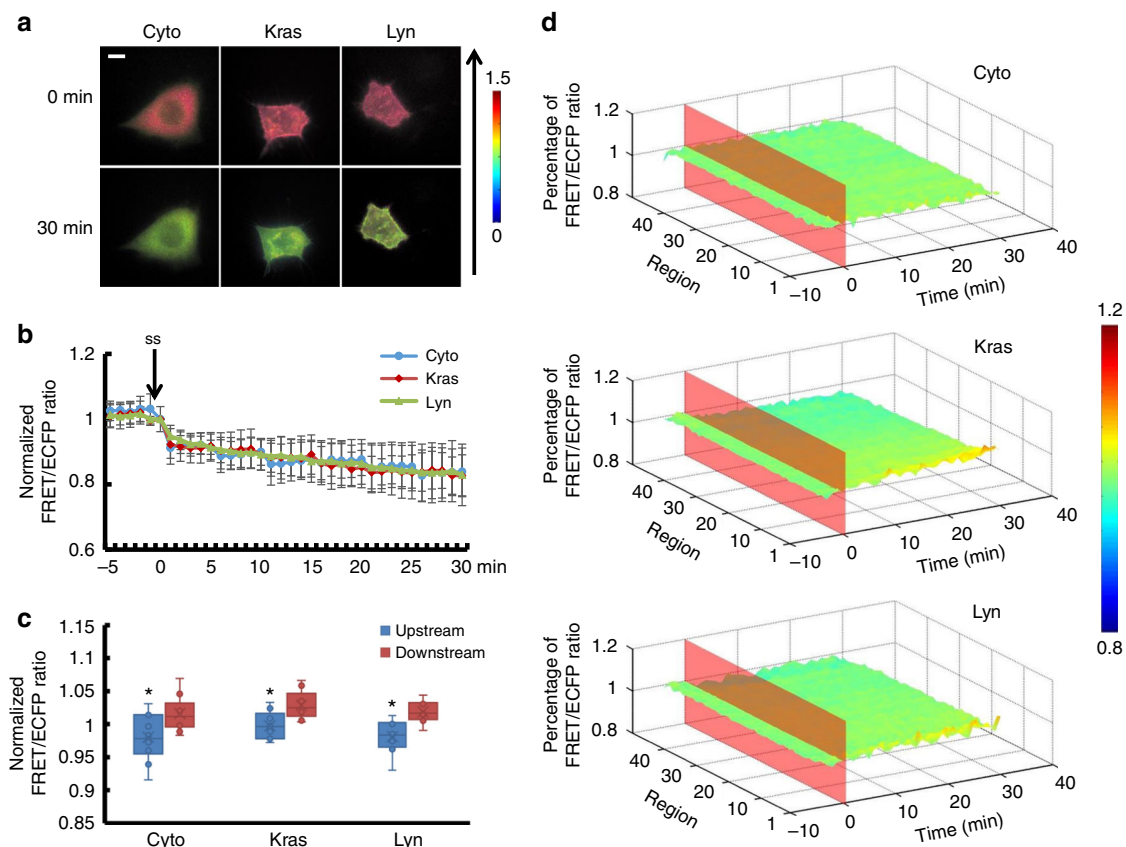 a
Cyto Kras Lyn
0 min
30 min
1.5
0
b
ss
Cyto
Kras
Lyn
Normalized
FRET/ECFP ratio
1.2
1
0.8
0.6
–5 0 5 10 15 20 25 30 min
c
Upstream
Downstream
Normalized
FRET/ECFP ratio
1.15
1.1
1.05
1
0.95
0.9
0.85
* * *
Cyto Kras Lyn
d
Cyto
Percentage of
FRET/ECFP ratio
1.2
1
0.8
40
30
20
10
1
Region
–10
0
10
20
30
40
Time (min)
Kras
Percentage of
FRET/ECFP ratio
1.2
1
0.8
40
30
20
10
1
Region
–10
0
10
20
30
40
Time (min)
Lyn
Percentage of
FRET/ECFP ratio
1.2
1
0.8
40
30
20
10
1
Region
–10
0
10
20
30
40
Time (min)
1.2
0.8